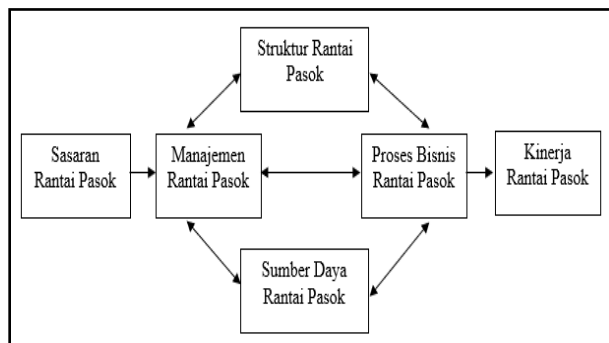 Struktur Rantai
Pasok
Sasaran
Rantai Pasok
Manajemen
Rantai Pasok
Proses Bisnis
Rantai Pasok
Kinerja
Rantai Pasok
Sumber Daya
Rantai Pasok